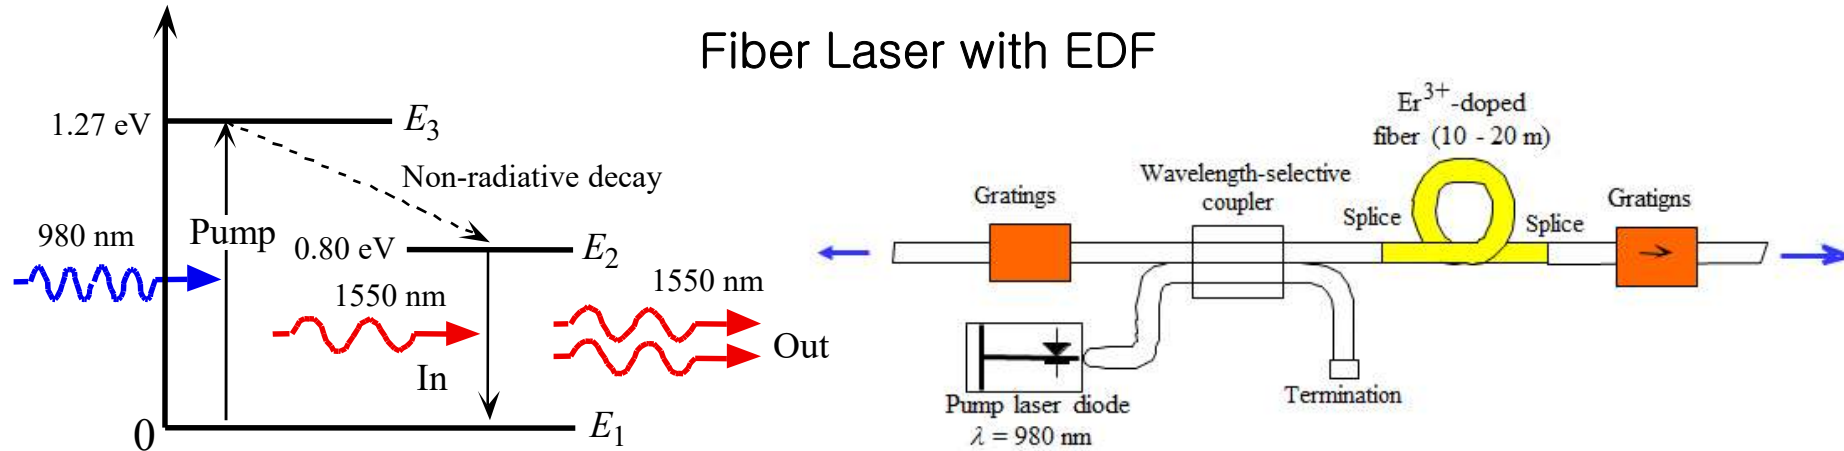 Fiber Laser with EDF
1.27 eV
E3
Non-radiative decay
980 nm
Pump
0.80 eV
E2
1550 nm
1550 nm
In
Out
0
E1
Er3+-doped
fiber (10 - 20 m)
Wavelength-selective
coupler
Gratings
Splice
Splice
Gratigns
Pump laser diode
λ = 980 nm
Termination